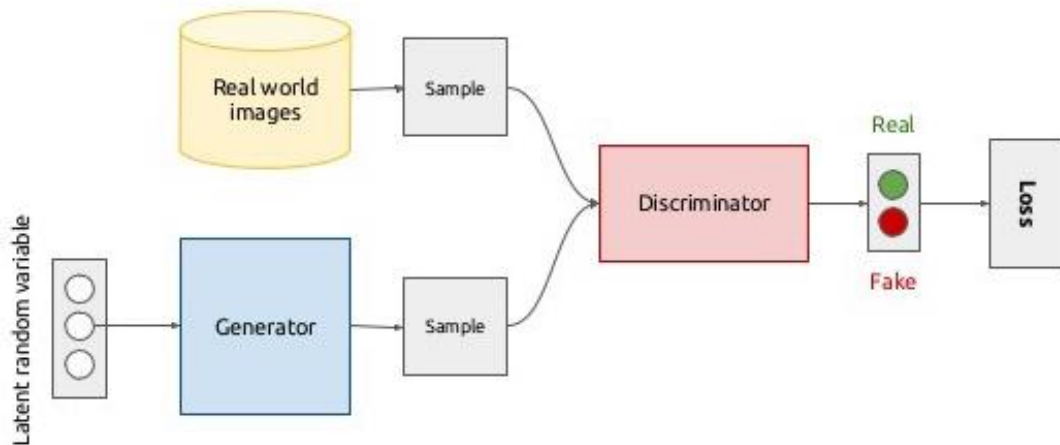 Real world
images
Sample
Real
Discriminator
Loss
Fake
Latent random variable
Generator
Sample